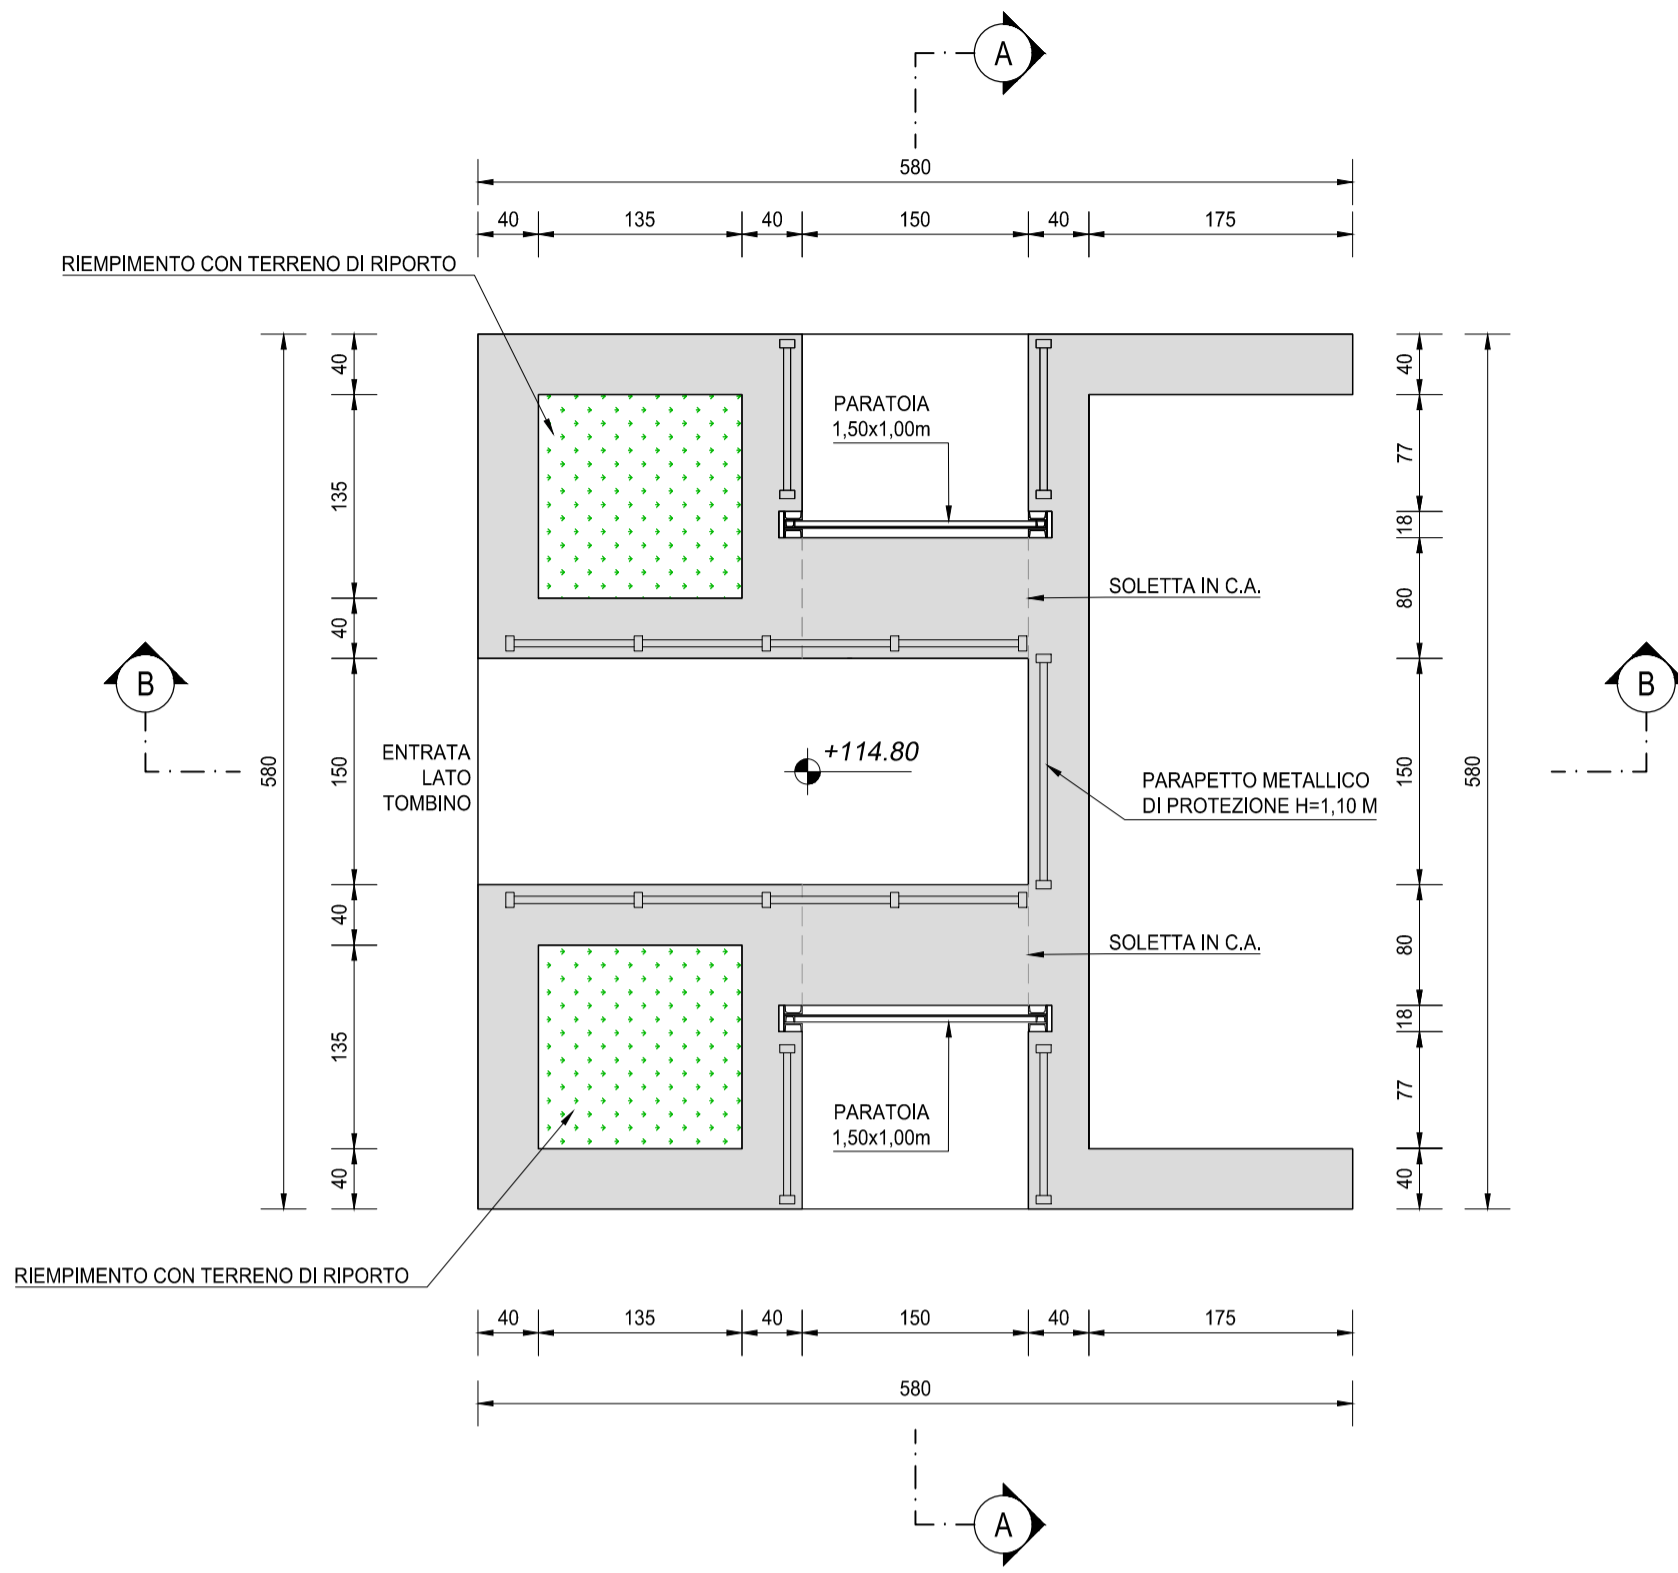 A
580
40 135 40 150 40 175
RIEMPIMENTO CON TERRENO DI RIPORTO
40
40
PARATOIA
1,50x1,00m
77
135
18
SOLETTA IN C.A.
80
40
B
B
+114.80
ENTRATA
LATO
TOMBINO
580
150
150
580
PARAPETTO METALLICO
DI PROTEZIONE H=1,10 M
40
SOLETTA IN C.A.
80
18
135
77
PARATOIA
1,50x1,00m
40
40
RIEMPIMENTO CON TERRENO DI RIPORTO
40 135 40 150 40 175
580
A